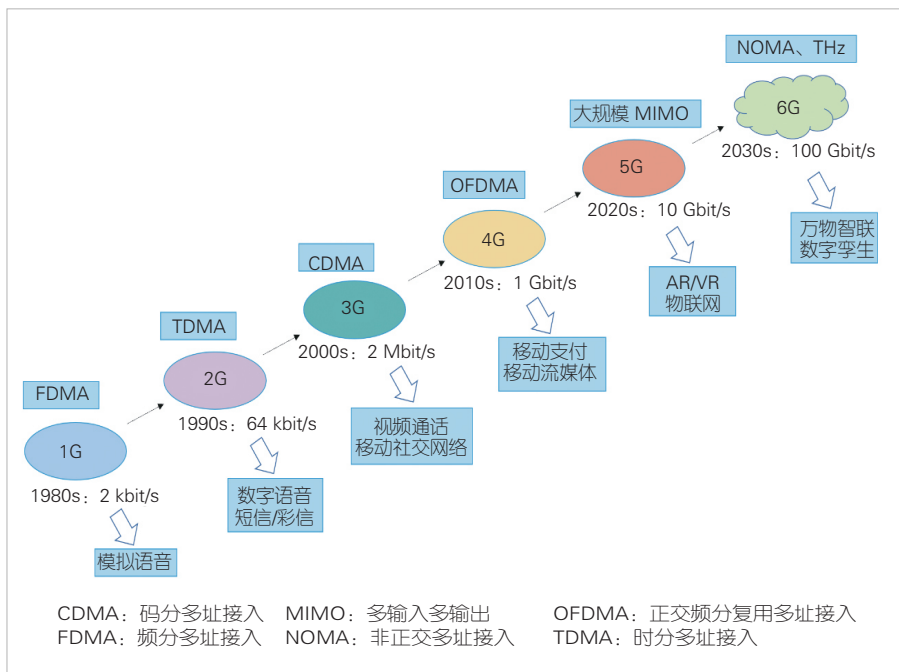 NOMA、THz
6G
2030s：100 Gbit/s
万物智联
数字孪生
大规模 MIMO
5G
2020s：10 Gbit/s
AR/VR
物联网
OFDMA
4G
2010s：1 Gbit/s
移动支付
移动流媒体
CDMA
3G
2000s：2 Mbit/s
视频通话
移动社交网络
TDMA
2G
1990s：64 kbit/s
数字语音
短信/彩信
FDMA
1G
1980s：2 kbit/s
模拟语音
CDMA：码分多址接入 MIMO：多输入多输出 OFDMA：正交频分复用多址接入
FDMA：频分多址接入 NOMA：非正交多址接入 TDMA：时分多址接入